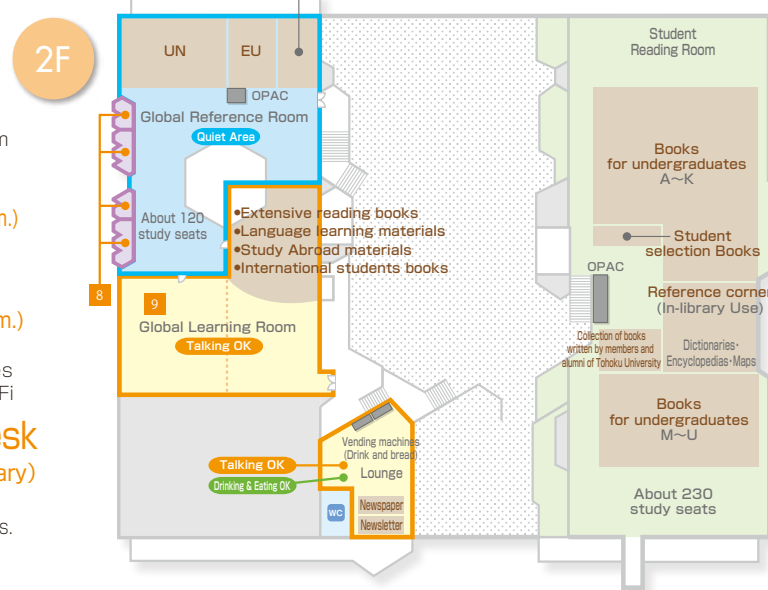 2F
UN
EU
OPAC
Global Reference Room
Quiet Area
About 120
study seats
•Extensive reading books
•Language learning materials
•Study Abroad materials
•International students books
8
9
Global Learning Room
Talking OK
Vending machines
(Drink and bread)
Lounge
Talking OK
Drinking & Eating OK
WC
Newspaper
Newsletter
Student
Reading Room
Books
for undergraduates
A～K
Student
selection Books
OPAC
Reference corne
(In-library Use)
Collection of books
written by members and
alumni of Tohoku University
Dictionaries・
Encyclopedias・Maps
Books
for undergraduates
M～U
About 230
study seats
m.)
m.)
s
Fi
esk
ary)
s.